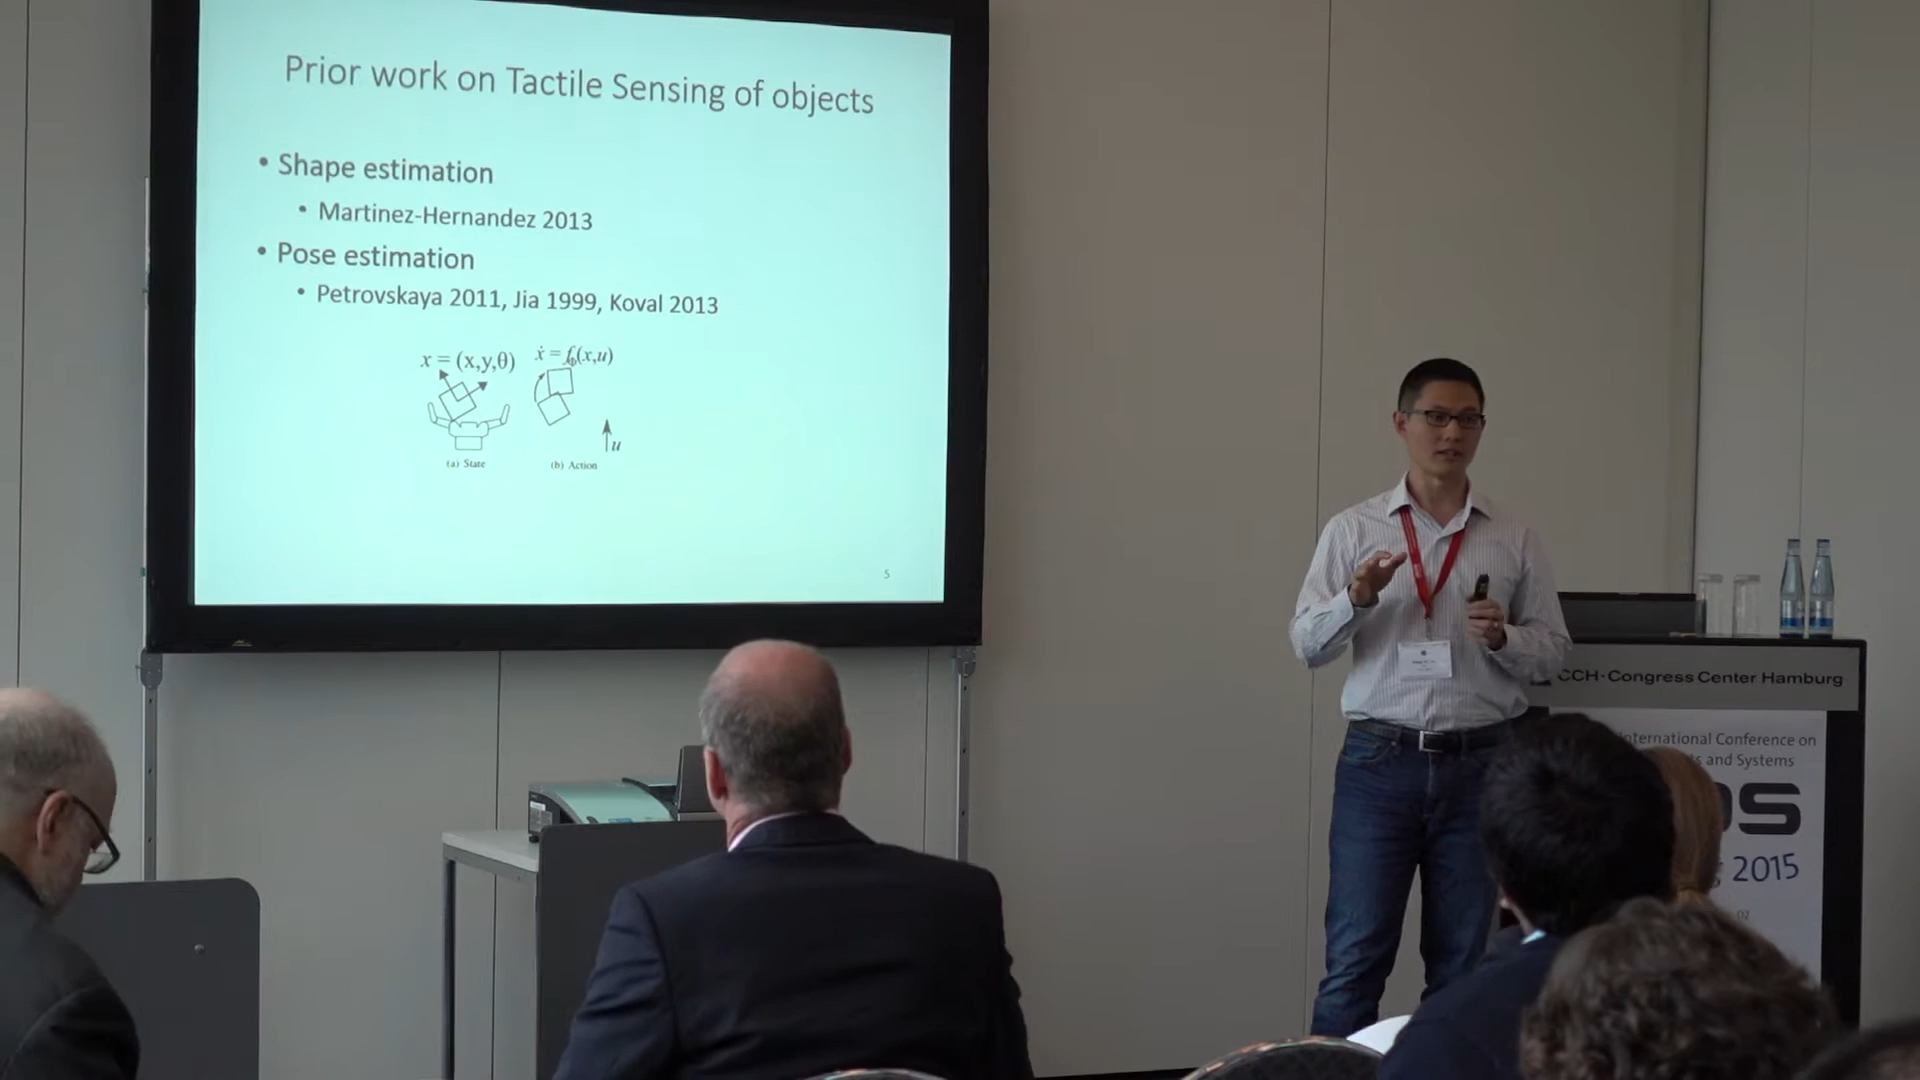 Prior work on Tactile Sensing of objects
• Shape estimation
• Martinez-Hernandez 2013
• Pose estimation
• Petrovskaya 2011, Jia 1999, Koval 2013
x = (x,y,θ)
ẋ = f(x,u)
u
(a) State
(b) Action
5
CCH·Congress Center Hamburg
International Conference on
and Systems
2015